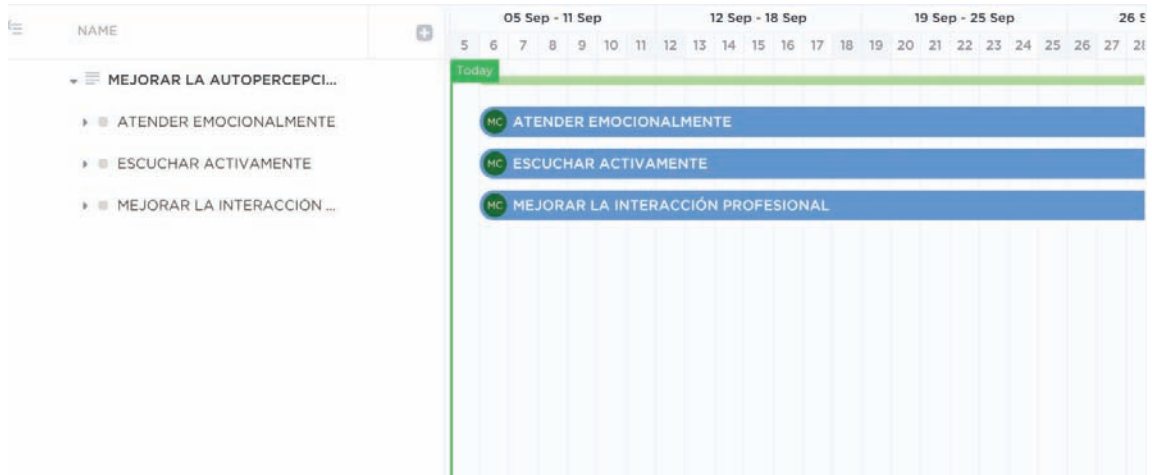 NAME
05 Sep - 11 Sep 12 Sep - 18 Sep 19 Sep - 25 Sep 26
5 6 7 8 9 10 11 12 13 14 15 16 17 18 19 20 21 22 23 24 25 26 27
Today
MEJORAR LA AUTOPERCEPCI...
ATENDER EMOCIONALMENTE MC ATENDER EMOCIONALMENTE
ESCUCHAR ACTIVAMENTE MC ESCUCHAR ACTIVAMENTE
MEJORAR LA INTERACCIÓN ... MC MEJORAR LA INTERACCIÓN PROFESIONAL